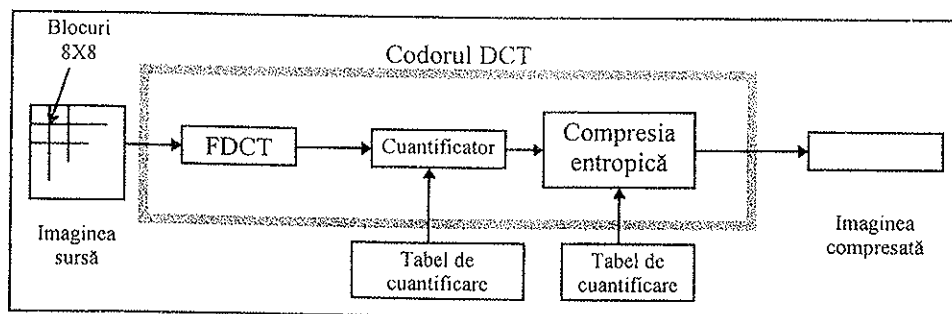 Blocuri
8X8
Codorul DCT
FDCT
Cuantificator
Compresia
entropică
Imaginea
sursă
Tabel de
cuantificare
Tabel de
cuantificare
Imaginea
compresată